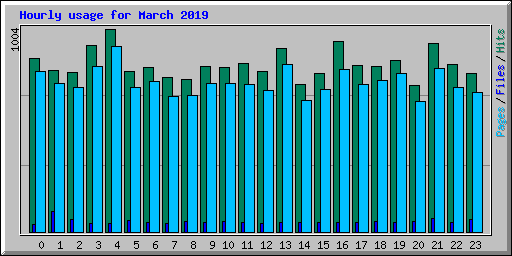 Hourly usage for March 2019
1004
Pages/Files/Hits
0 1 2 3 4 5 6 7 8 9 10 11 12 13 14 15 16 17 18 19 20 21 22 23